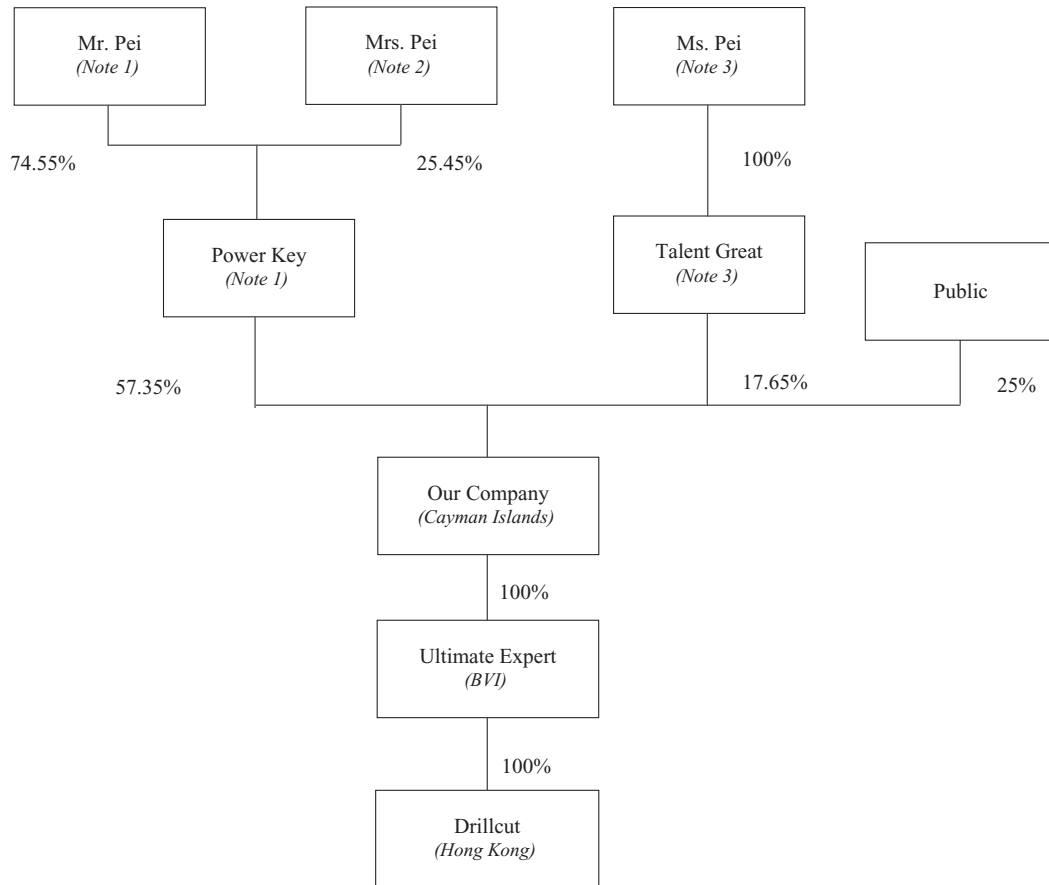 Mr. Pei
(Note 1)
Mrs. Pei
(Note 2)
Ms. Pei
(Note 3)
74.55%
25.45%
100%
Power Key
(Note 1)
Talent Great
(Note 3)
Public
57.35%
17.65%
25%
Our Company
(Cayman Islands)
100%
Ultimate Expert
(BVI)
100%
Drillcut
(Hong Kong)